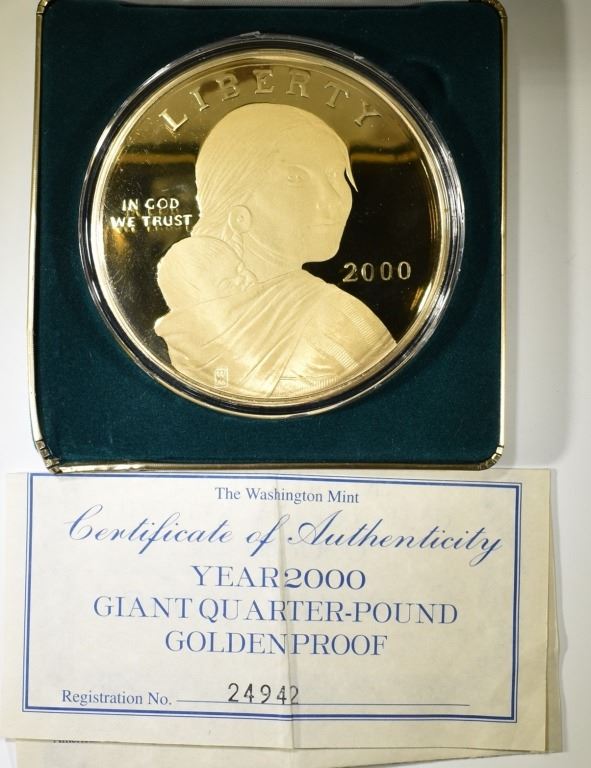 LIBERTY
IN GOD
WE TRUST
2000
The Washington Mint
Certificate of Authenticity
YEAR 2000
GIANT QUARTER-POUND
GOLDEN PROOF
Registration No. 24942